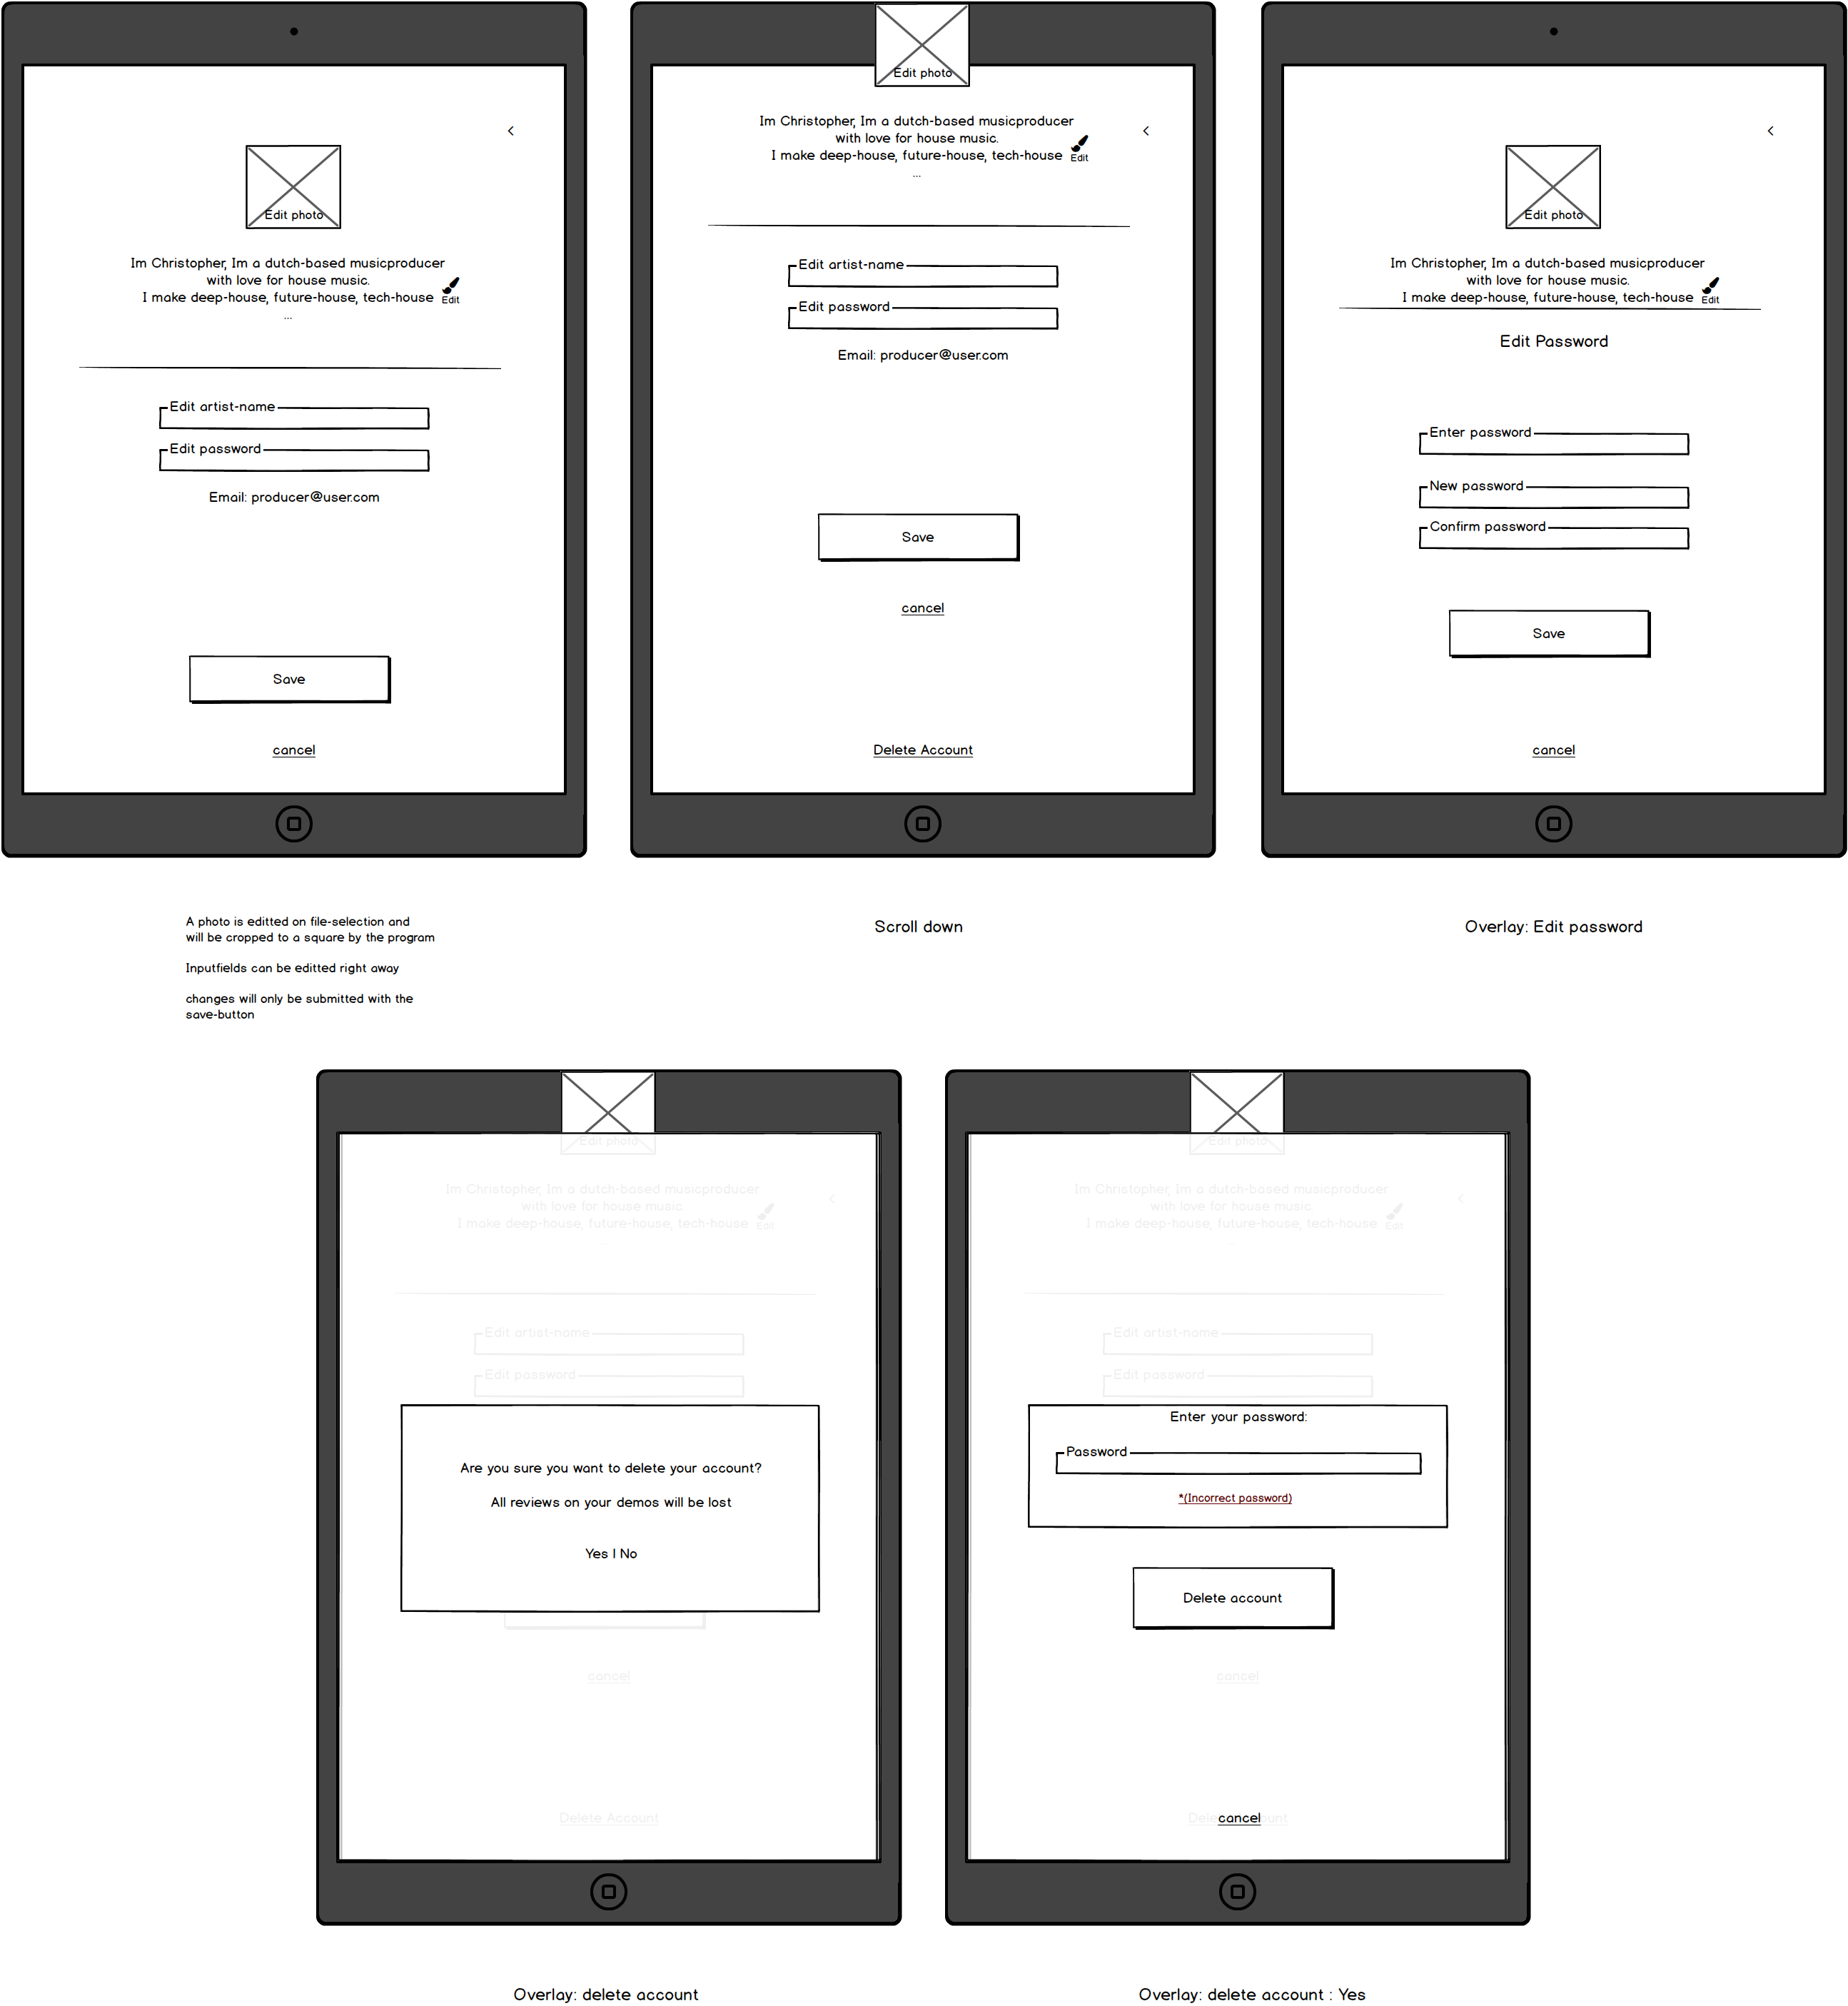 <
Edit photo
Im Christopher, Im a dutch-based musicproducer
with love for house music.
I make deep-house, future-house, tech-house
Edit
...
Edit artist-name
Edit password
Email: producer@user.com
Save
cancel
Edit photo
<
Im Christopher, Im a dutch-based musicproducer
with love for house music.
I make deep-house, future-house, tech-house
Edit
...
Edit artist-name
Edit password
Email: producer@user.com
Save
cancel
Delete Account
<
Edit photo
Im Christopher, Im a dutch-based musicproducer
with love for house music.
I make deep-house, future-house, tech-house
Edit
Edit Password
Enter password
New password
Confirm password
Save
cancel
A photo is editted on file-selection and
will be cropped to a square by the program
Inputfields can be editted right away
changes will only be submitted with the
save-button
Scroll down
Overlay: Edit password
Edit photo
Im Christopher, Im a dutch-based musicproducer
with love for house music.
I make deep-house, future-house, tech-house
Edit
<
Edit artist-name
Edit password
Are you sure you want to delete your account?
All reviews on your demos will be lost
Yes | No
cancel
Delete Account
Edit photo
Im Christopher, Im a dutch-based musicproducer
with love for house music.
I make deep-house, future-house, tech-house
Edit
<
Edit artist-name
Edit password
Enter your password:
Password
*(Incorrect password)
Delete account
cancel
cancel
Overlay: delete account
Overlay: delete account : Yes